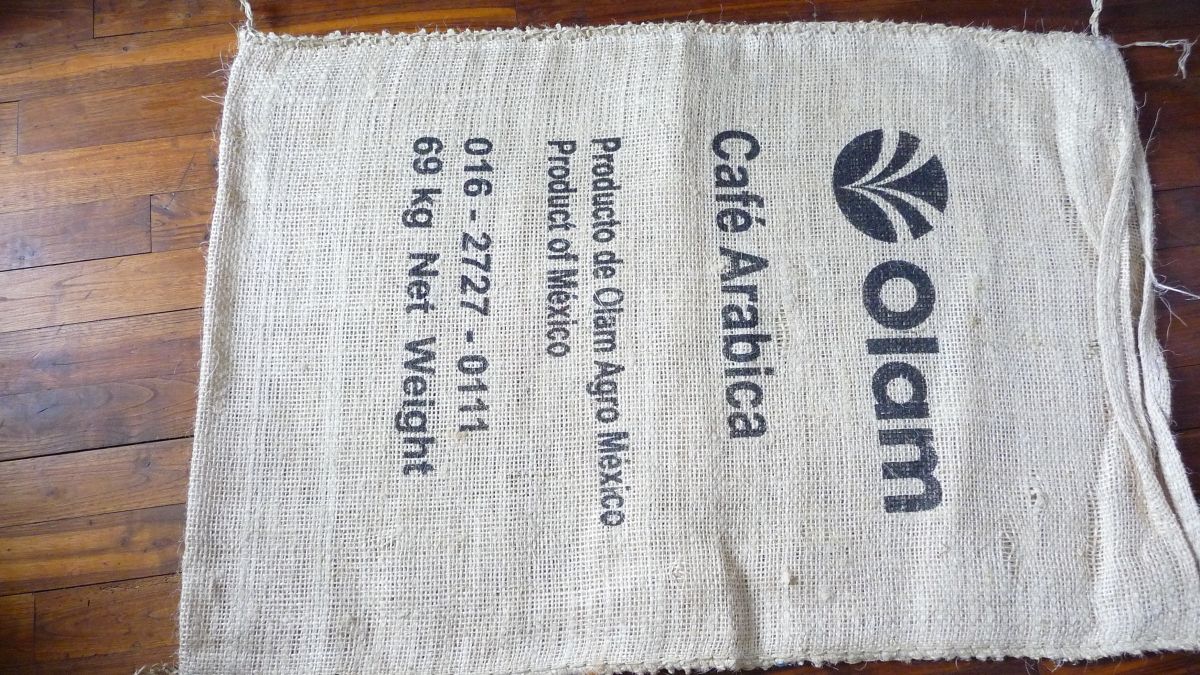 olam
Café Arabica
Producto de Olam Agro México
Product of México
016 - 2727 - 0111
69 kg Net Weight